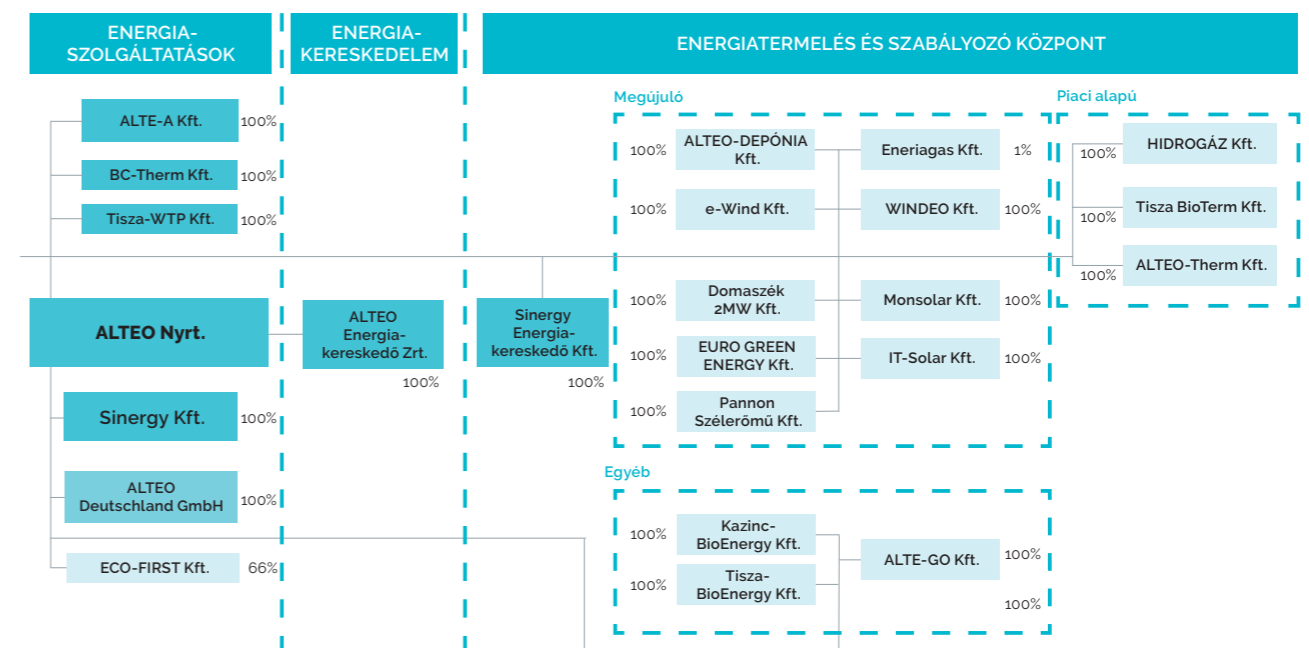 ENERGIA-
SZOLGÁLTATÁSOK
ENERGIA-
KERESKEDELEM
ENERGIATERMELÉS ÉS SZABÁLYOZÓ KÖZPONT
ALTE-A Kft.
100%
BC-Therm Kft.
100%
Tisza-WTP Kft.
100%
ALTEO Nyrt.
Sinergy Kft.
100%
ALTEO
Deutschland GmbH
100%
ECO-FIRST Kft.
66%
ALTEO
Energia-
kereskedő Zrt.
100%
Sinergy
Energia-
kereskedő Kft.
100%
Megújuló
100%
ALTEO-DEPÓNIA
Kft.
Eneriagas Kft.
1%
100%
e-Wind Kft.
WINDEO Kft.
100%
100%
Domaszék
2MW Kft.
Monsolar Kft.
100%
100%
EURO GREEN
ENERGY Kft.
IT-Solar Kft.
100%
100%
Pannon
Szélerőmű Kft.
Piaci alapú
100%
HIDROGÁZ Kft.
100%
Tisza BioTerm Kft.
100%
ALTEO-Therm Kft.
Egyéb
100%
Kazinc-
BioEnergy Kft.
100%
Tisza-
BioEnergy Kft.
ALTE-GO Kft.
100%
100%